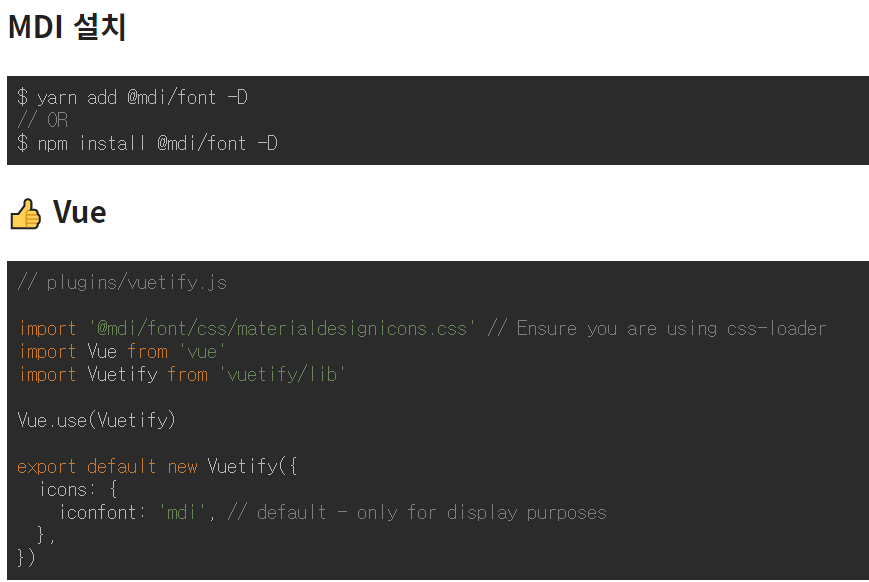 MDI 설치
$ yarn add @mdi/font -D
// OR
$ npm install @mdi/font -D
👍 Vue
// plugins/vuetify.js
import '@mdi/font/css/materialdesignicons.css' // Ensure you are using css-loader
import Vue from 'vue'
import Vuetify from 'vuetify/lib'
Vue.use(Vuetify)
export default new Vuetify({
  icons: {
    iconfont: 'mdi', // default - only for display purposes
  },
})